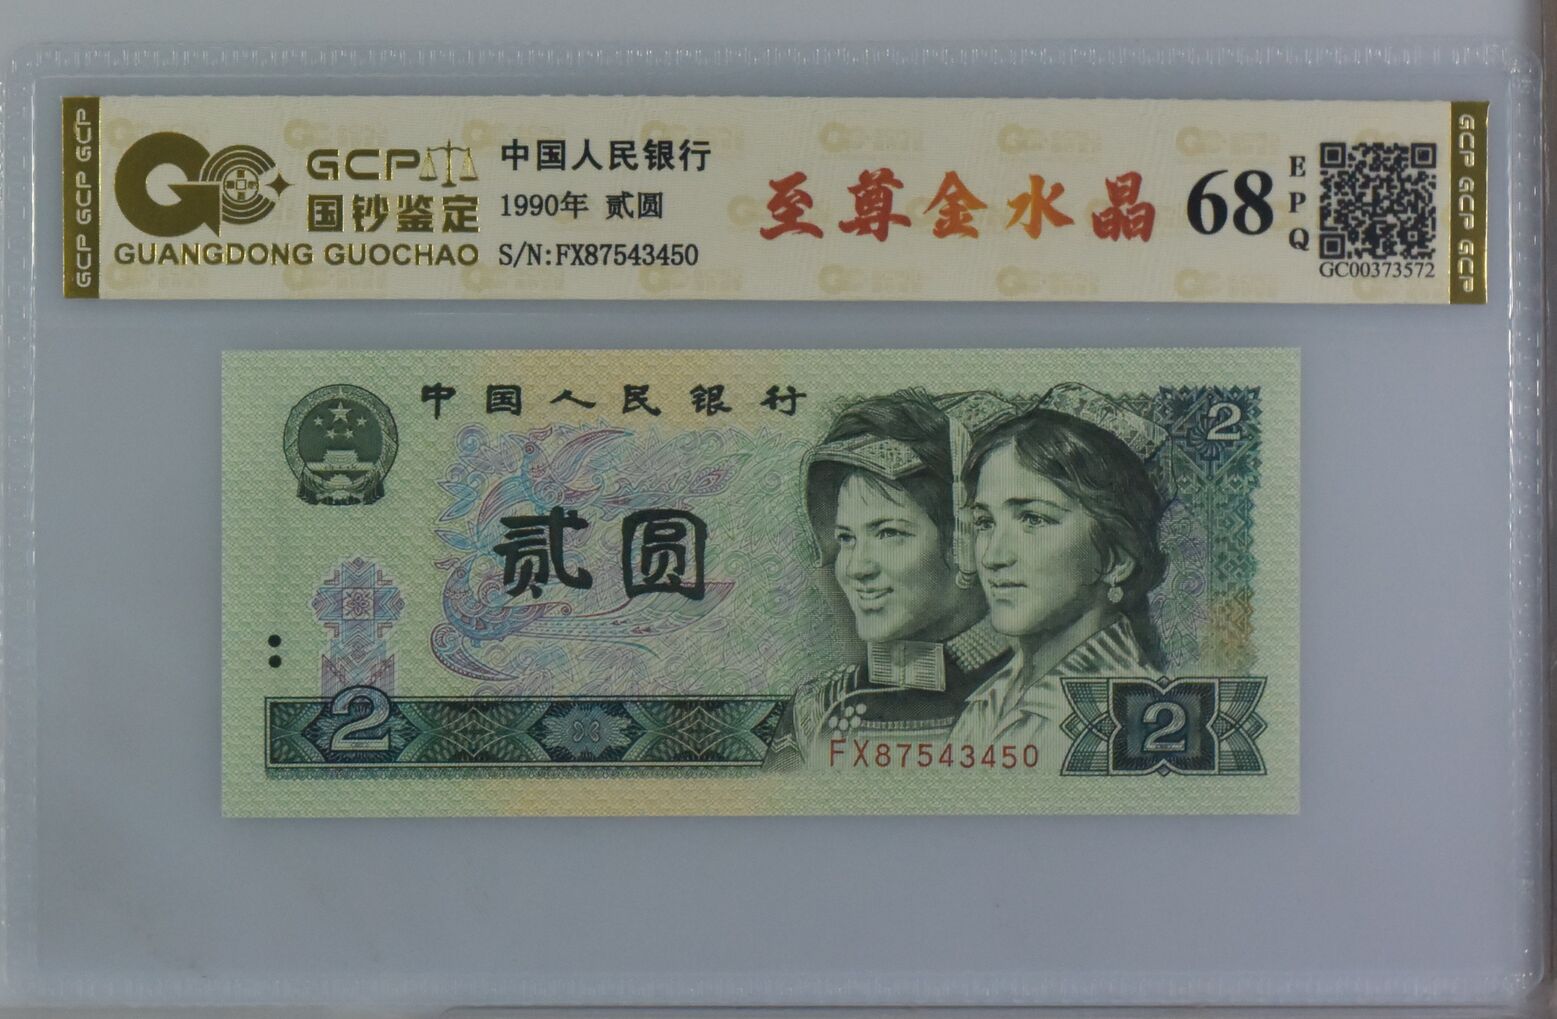 GCP GCP GCP
GCP
国钞鉴定
GUANGDONG GUOCHAO
中国人民银行
1990年 贰圆
S/N:FX87543450
至尊金水晶
68
EPQ
GC00373572
GCP GCP GCP
中国人民银行
2
贰圆
2
FX87543450
2